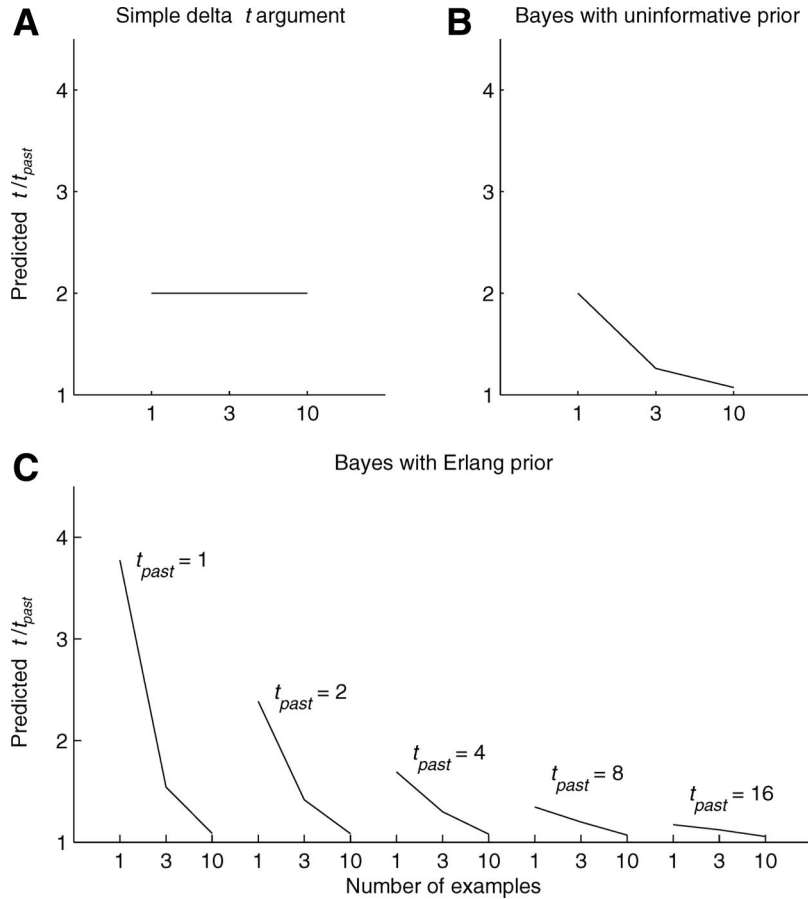 A Simple delta t argument
Predicted t/t_past
4
3
2
1
1 3 10
B Bayes with uninformative prior
4
3
2
1
1 3 10
C Bayes with Erlang prior
Predicted t/t_past
4
3
2
1
t_past = 1
t_past = 2
t_past = 4
t_past = 8
t_past = 16
1 3 10 1 3 10 1 3 10 1 3 10 1 3 10
Number of examples